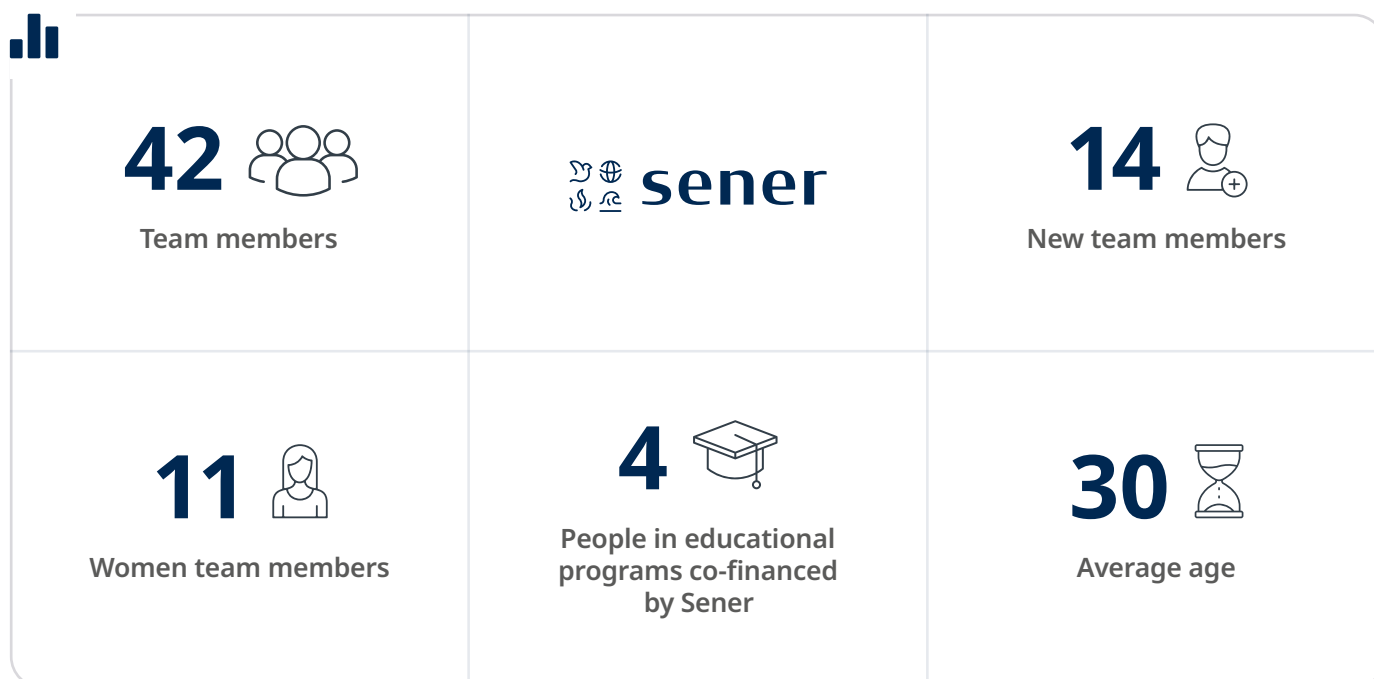 42
Team members
sener
14
New team members
11
Women team members
4
People in educational
programs co-financed
by Sener
30
Average age